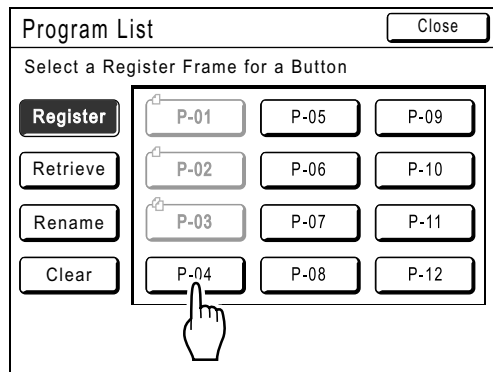 Program List Close
Select a Register Frame for a Button
Register P-01 P-05 P-09
Retrieve P-02 P-06 P-10
Rename P-03 P-07 P-11
Clear P-04 P-08 P-12